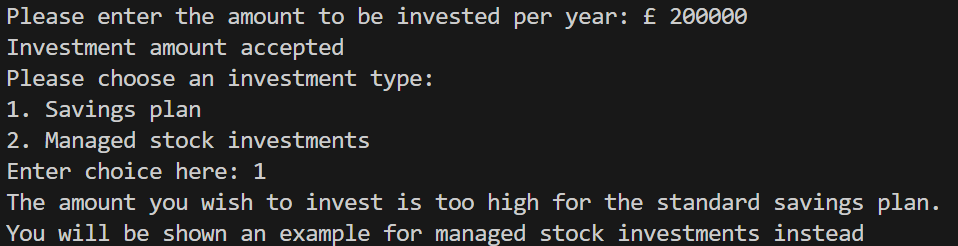 Please enter the amount to be invested per year: £ 200000
Investment amount accepted
Please choose an investment type:
1. Savings plan
2. Managed stock investments
Enter choice here: 1
The amount you wish to invest is too high for the standard savings plan.
You will be shown an example for managed stock investments instead